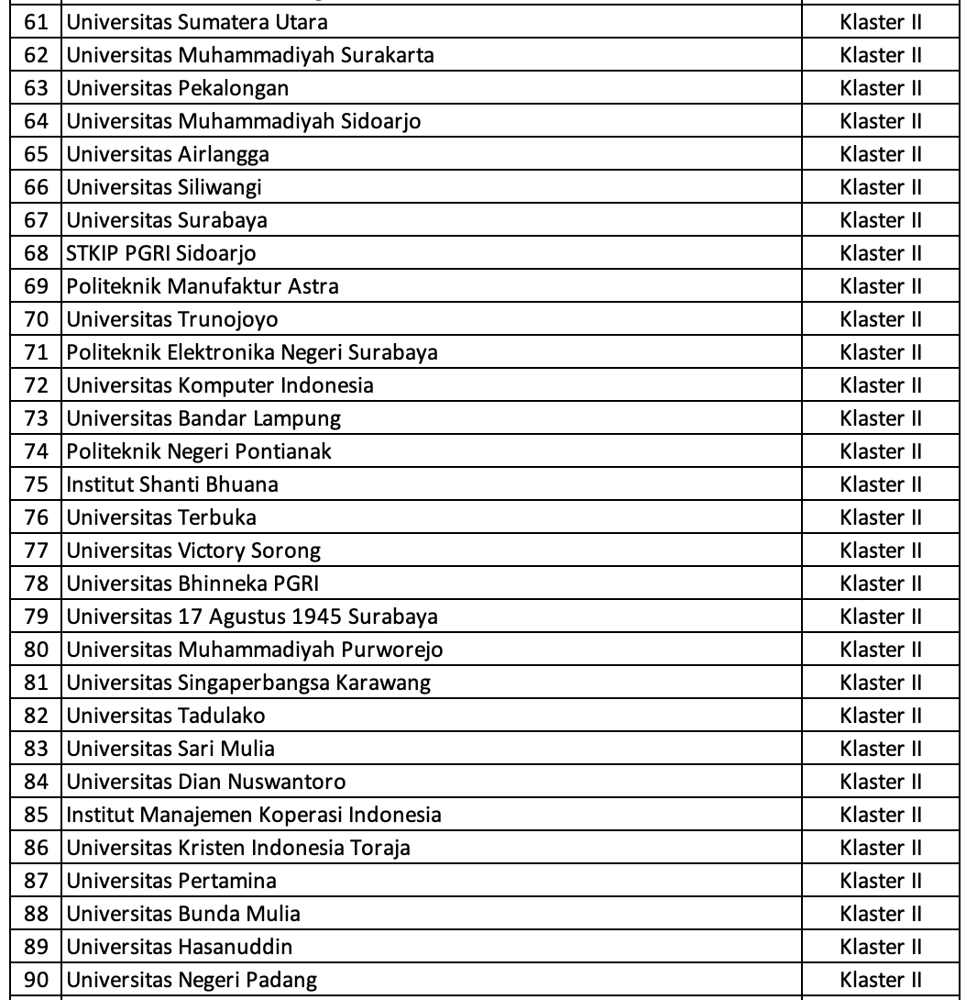 61 Universitas Sumatera Utara Klaster II
62 Universitas Muhammadiyah Surakarta Klaster II
63 Universitas Pekalongan Klaster II
64 Universitas Muhammadiyah Sidoarjo Klaster II
65 Universitas Airlangga Klaster II
66 Universitas Siliwangi Klaster II
67 Universitas Surabaya Klaster II
68 STKIP PGRI Sidoarjo Klaster II
69 Politeknik Manufaktur Astra Klaster II
70 Universitas Trunojoyo Klaster II
71 Politeknik Elektronika Negeri Surabaya Klaster II
72 Universitas Komputer Indonesia Klaster II
73 Universitas Bandar Lampung Klaster II
74 Politeknik Negeri Pontianak Klaster II
75 Institut Shanti Bhuana Klaster II
76 Universitas Terbuka Klaster II
77 Universitas Victory Sorong Klaster II
78 Universitas Bhinneka PGRI Klaster II
79 Universitas 17 Agustus 1945 Surabaya Klaster II
80 Universitas Muhammadiyah Purworejo Klaster II
81 Universitas Singaperbangsa Karawang Klaster II
82 Universitas Tadulako Klaster II
83 Universitas Sari Mulia Klaster II
84 Universitas Dian Nuswantoro Klaster II
85 Institut Manajemen Koperasi Indonesia Klaster II
86 Universitas Kristen Indonesia Toraja Klaster II
87 Universitas Pertamina Klaster II
88 Universitas Bunda Mulia Klaster II
89 Universitas Hasanuddin Klaster II
90 Universitas Negeri Padang Klaster II